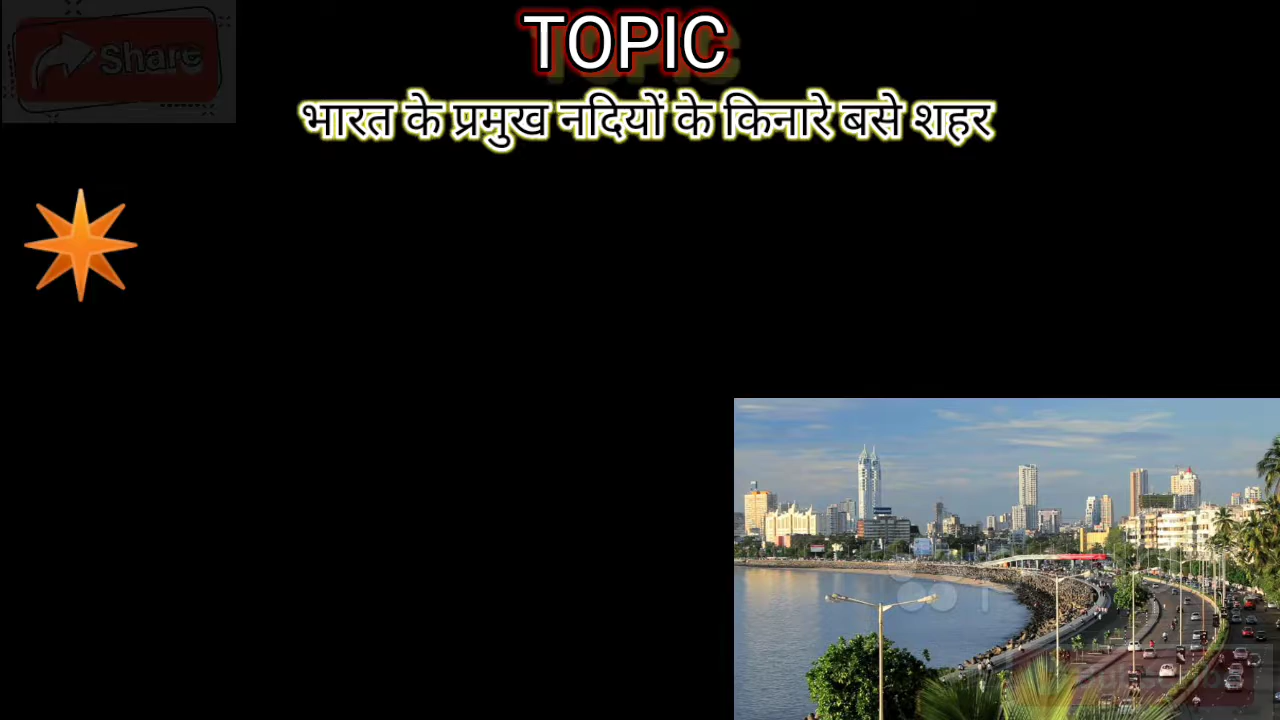 Share
TOPIC
भारत के प्रमुख नदियों के किनारे बसे शहर